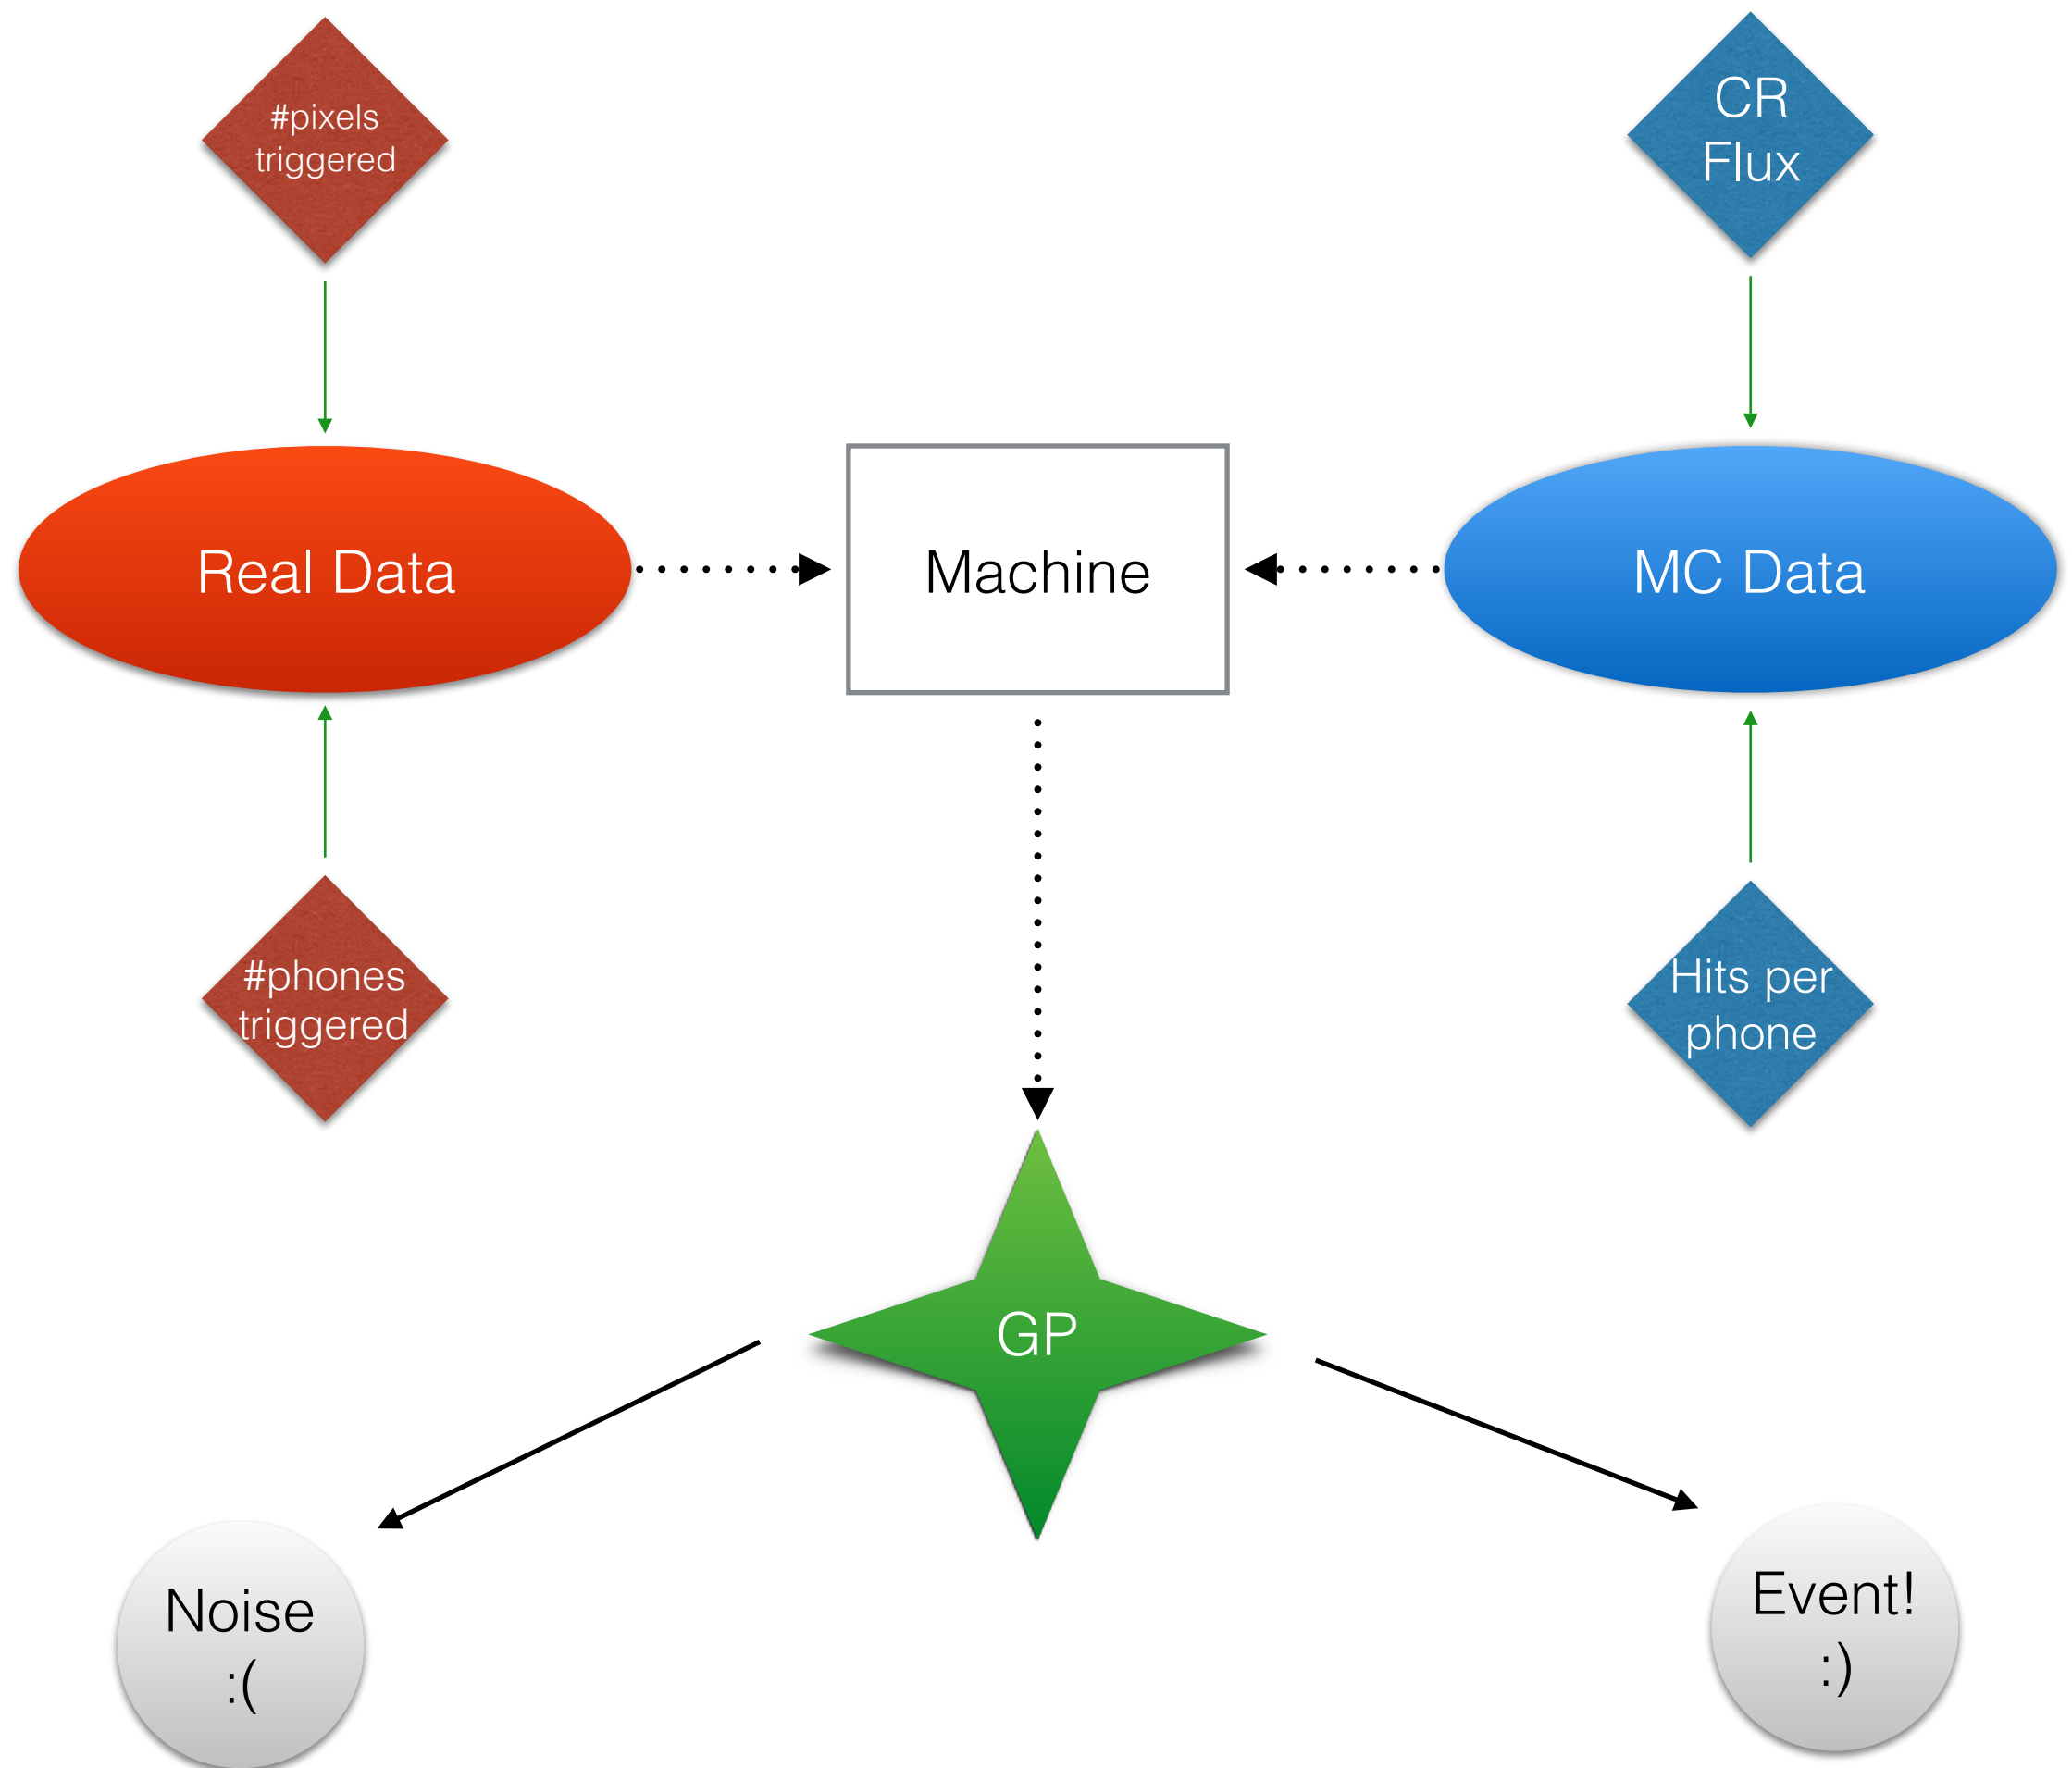 #pixels
triggered
CR
Flux
Real Data
Machine
MC Data
#phones
triggered
Hits per
phone
GP
Noise
:(
Event!
:)